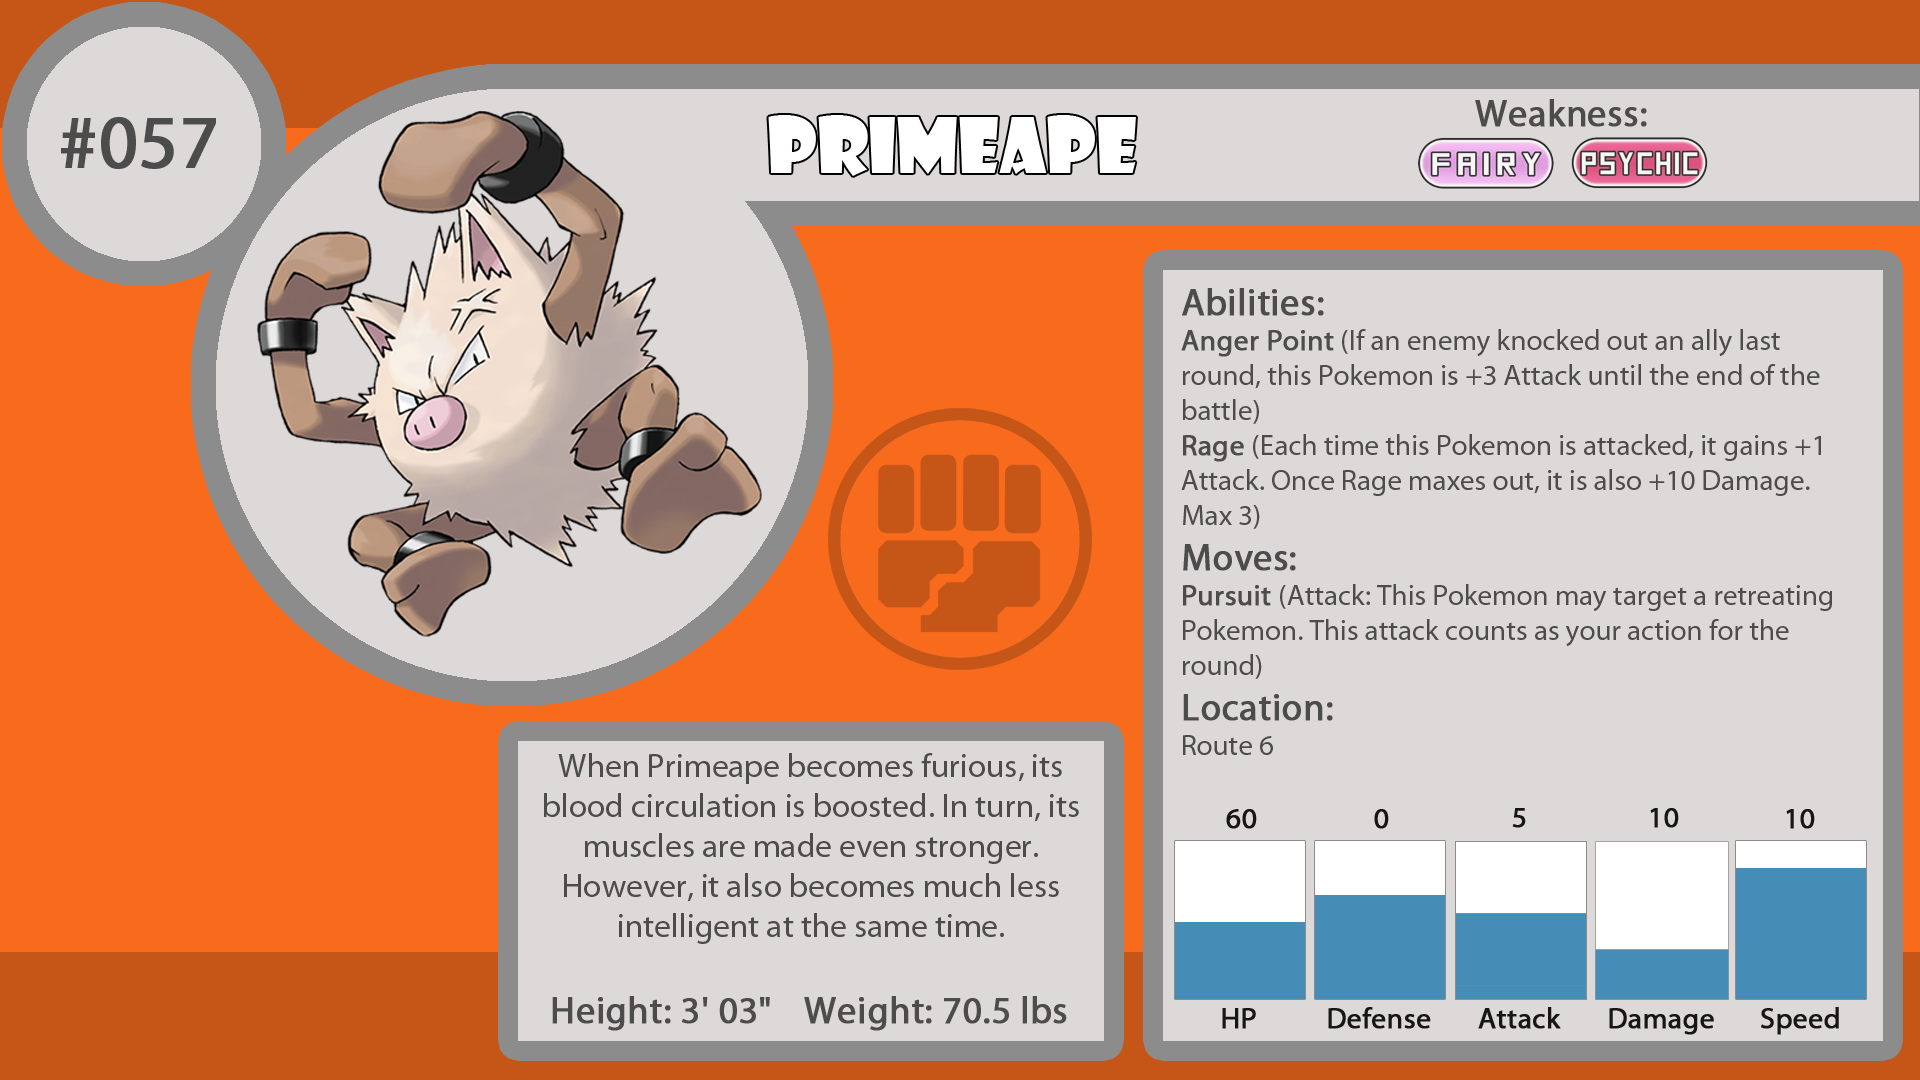 #057
PRIMEAPE
Weakness:
FAIRY PSYCHIC
Abilities:
Anger Point (If an enemy knocked out an ally last
round, this Pokemon is +3 Attack until the end of the
battle)
Rage (Each time this Pokemon is attacked, it gains +1
Attack. Once Rage maxes out, it is also +10 Damage.
Max 3)
Moves:
Pursuit (Attack: This Pokemon may target a retreating
Pokemon. This attack counts as your action for the
round)
Location:
Route 6
60 0 5 10 10
HP Defense Attack Damage Speed
When Primeape becomes furious, its
blood circulation is boosted. In turn, its
muscles are made even stronger.
However, it also becomes much less
intelligent at the same time.
Height: 3' 03" Weight: 70.5 lbs